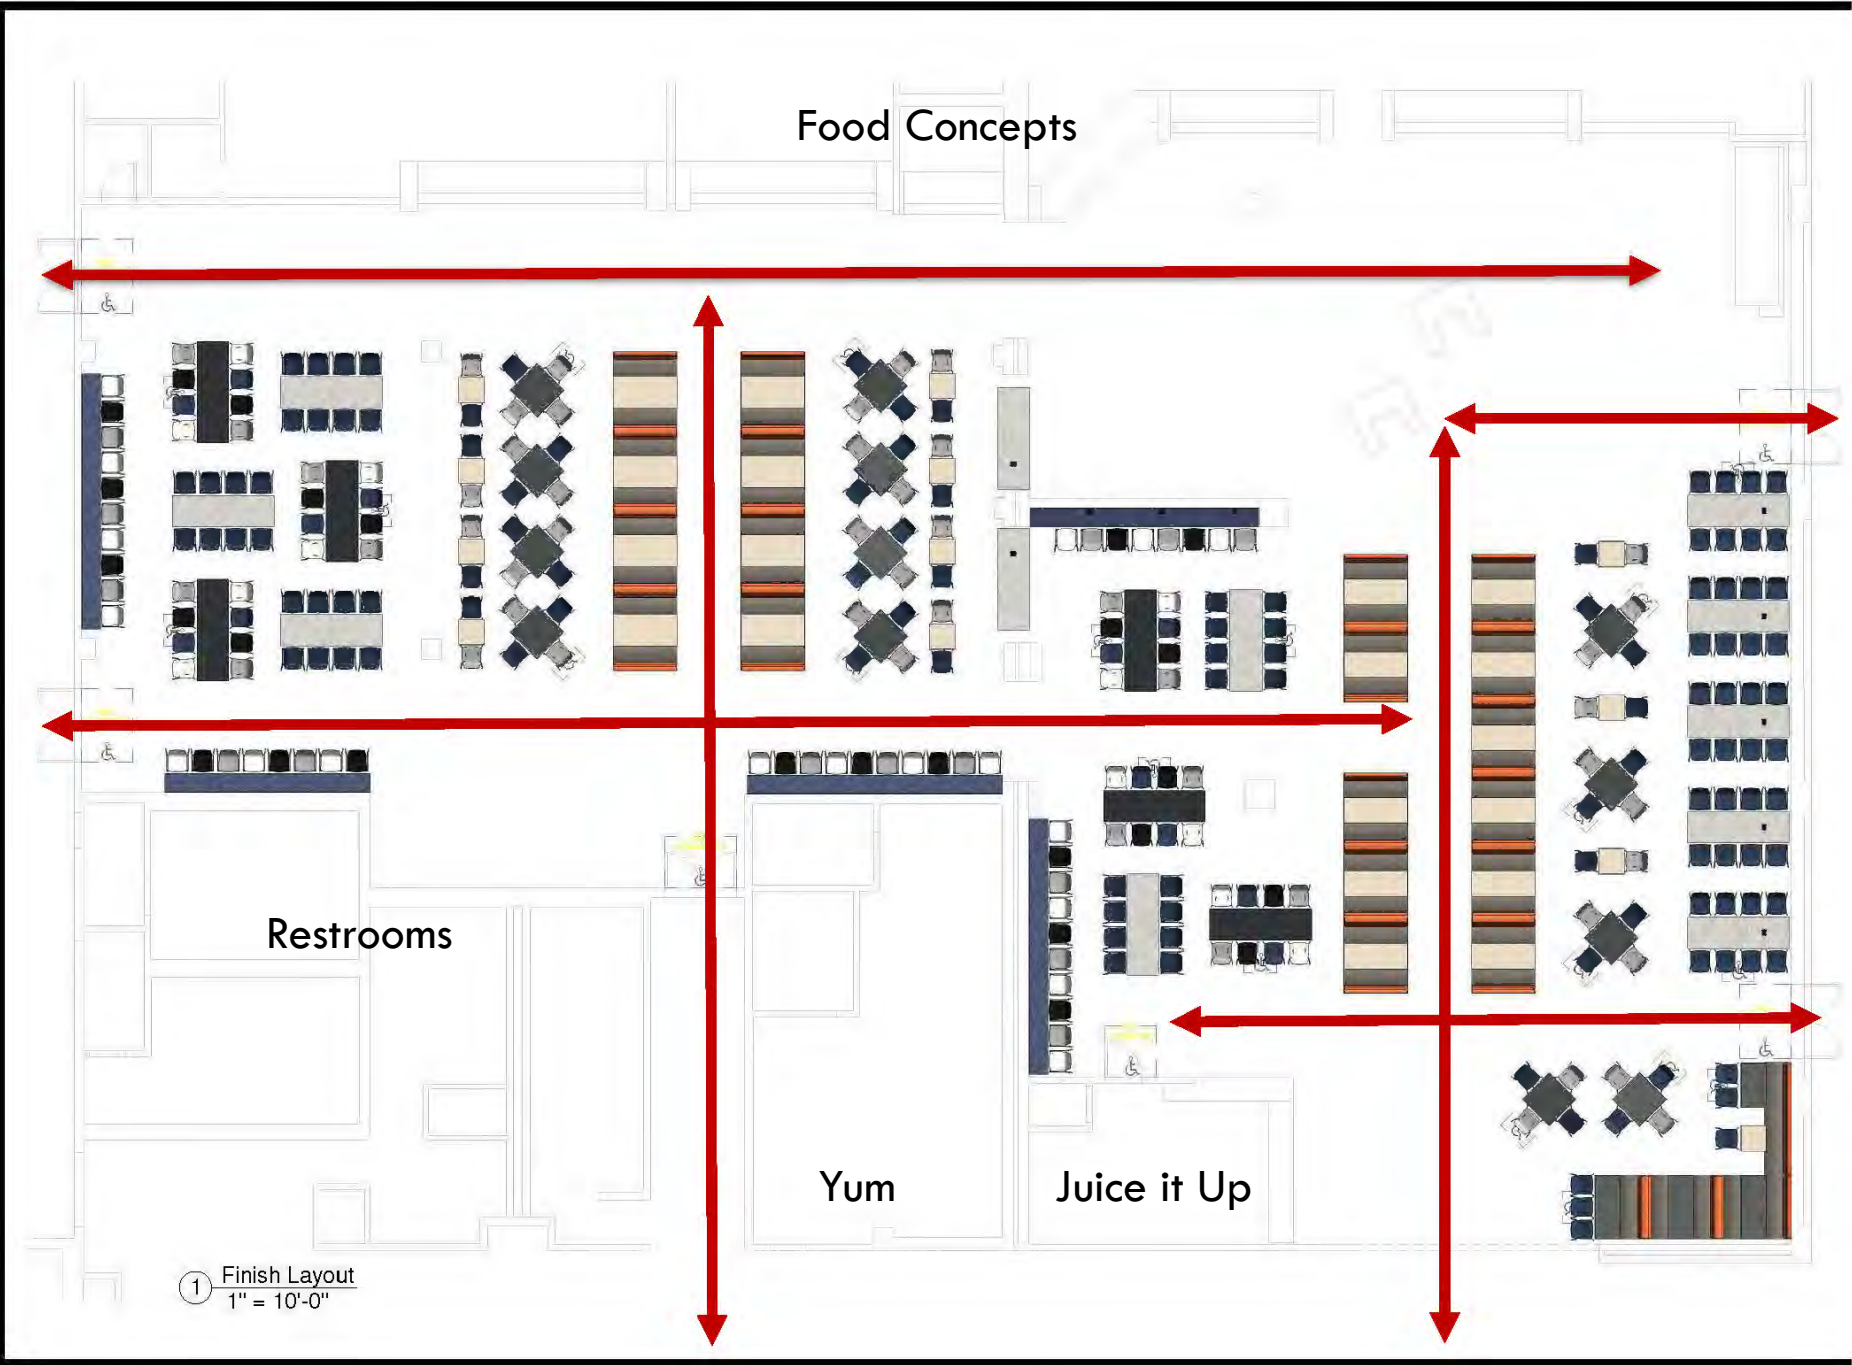 Food Concepts
Restrooms
Yum
Juice it Up
1 Finish Layout
1" = 10'-0"